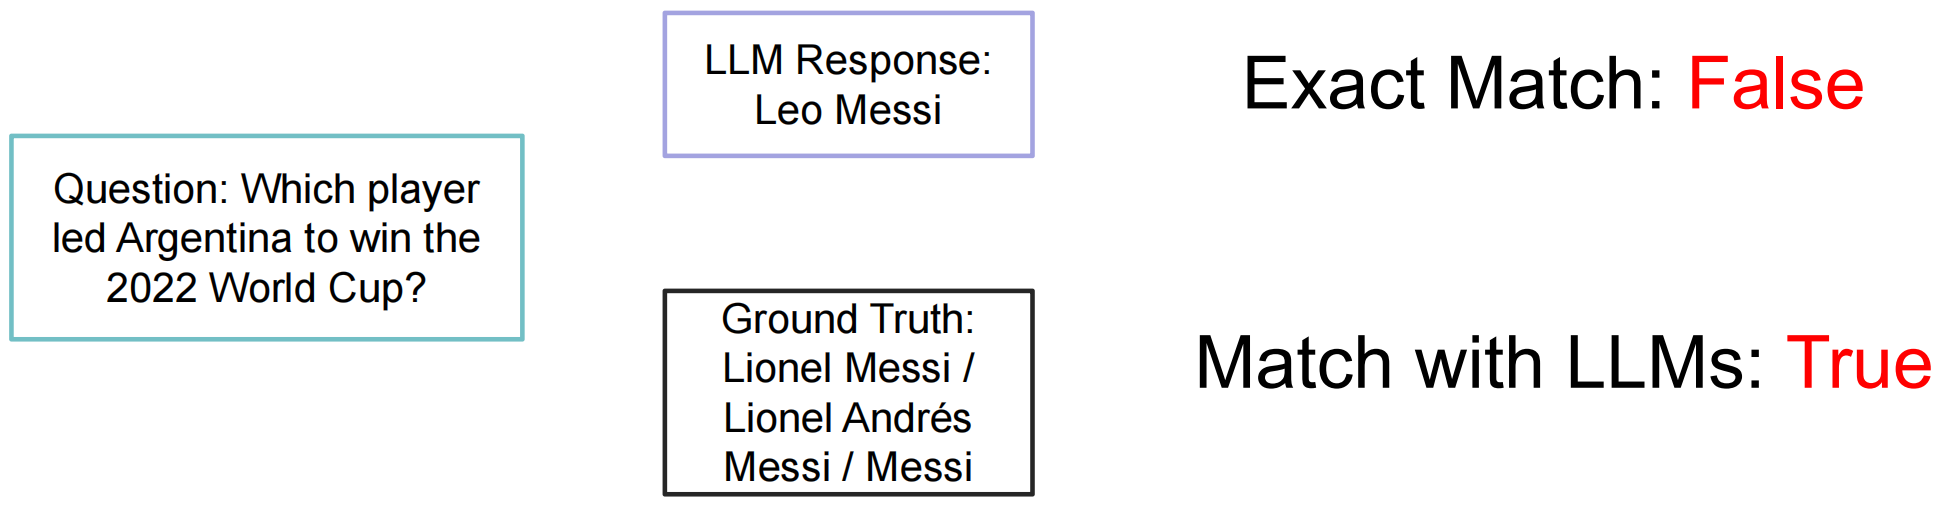 Question: Which player
led Argentina to win the
2022 World Cup?
LLM Response:
Leo Messi
Ground Truth:
Lionel Messi /
Lionel Andrés
Messi / Messi
Exact Match: False
Match with LLMs: True